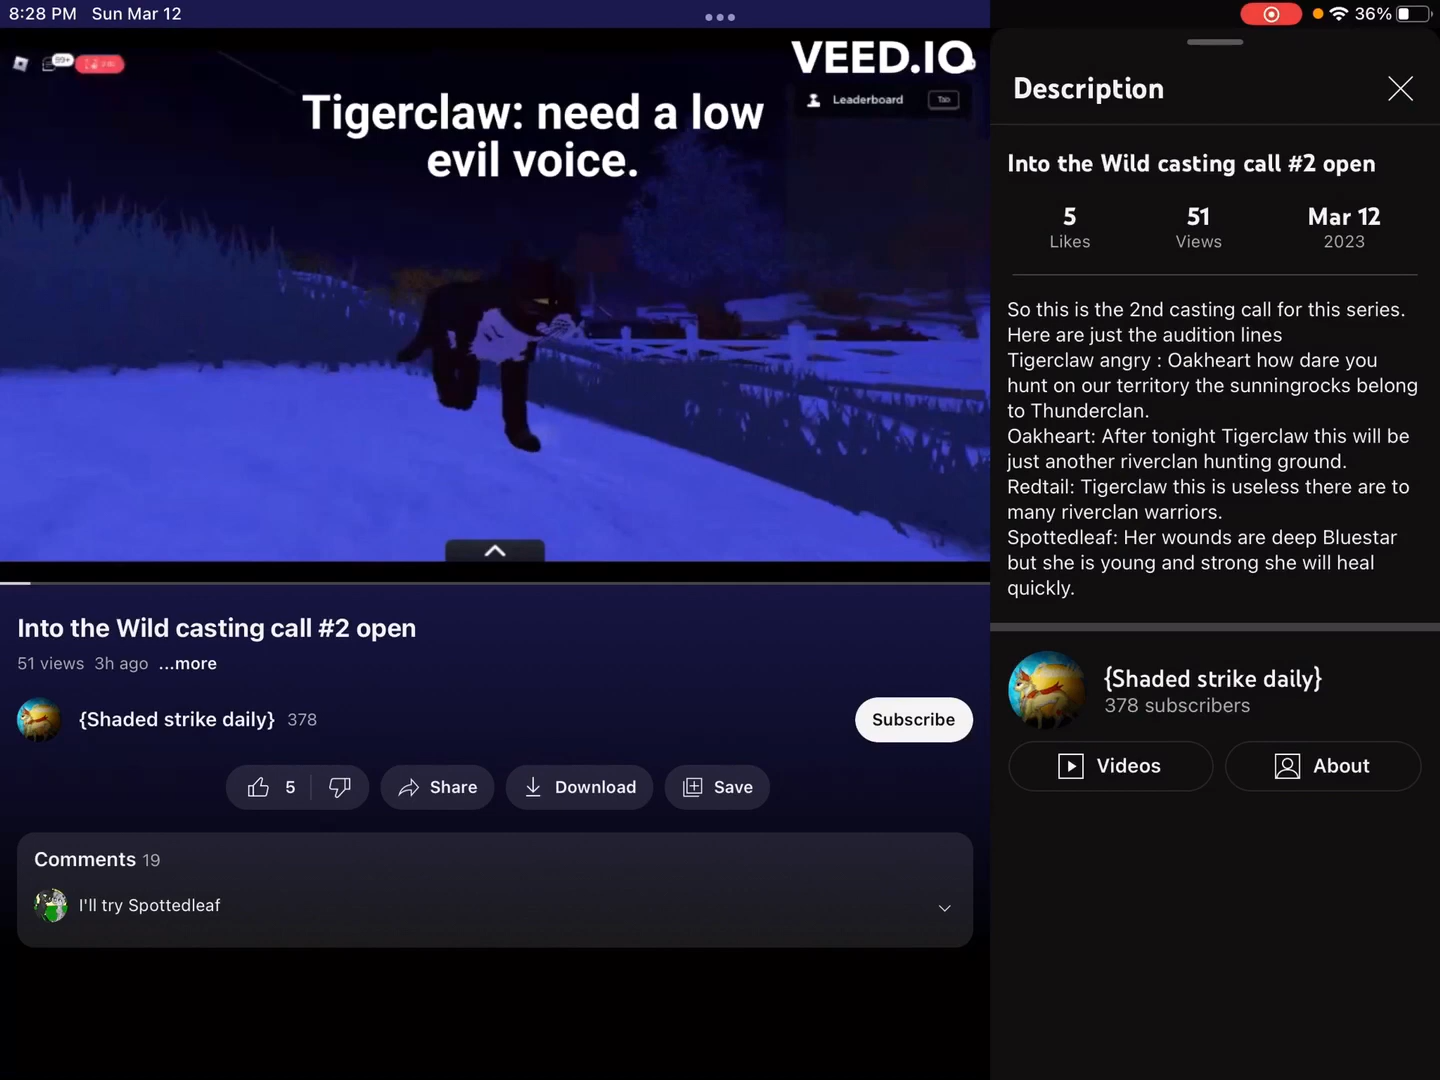 8:28 PM Sun Mar 12
36%
99+
VEED.IO
Leaderboard
Tab
Tigerclaw: need a low
evil voice.
Into the Wild casting call #2 open
51 views 3h ago ...more
{Shaded strike daily} 378
Subscribe
5
Share
Download
Save
Comments 19
I'll try Spottedleaf
Description
Into the Wild casting call #2 open
5 51 Mar 12
Likes Views 2023
So this is the 2nd casting call for this series.
Here are just the audition lines
Tigerclaw angry : Oakheart how dare you
hunt on our territory the sunningrocks belong
to Thunderclan.
Oakheart: After tonight Tigerclaw this will be
just another riverclan hunting ground.
Redtail: Tigerclaw this is useless there are to
many riverclan warriors.
Spottedleaf: Her wounds are deep Bluestar
but she is young and strong she will heal
quickly.
{Shaded strike daily}
378 subscribers
Videos
About